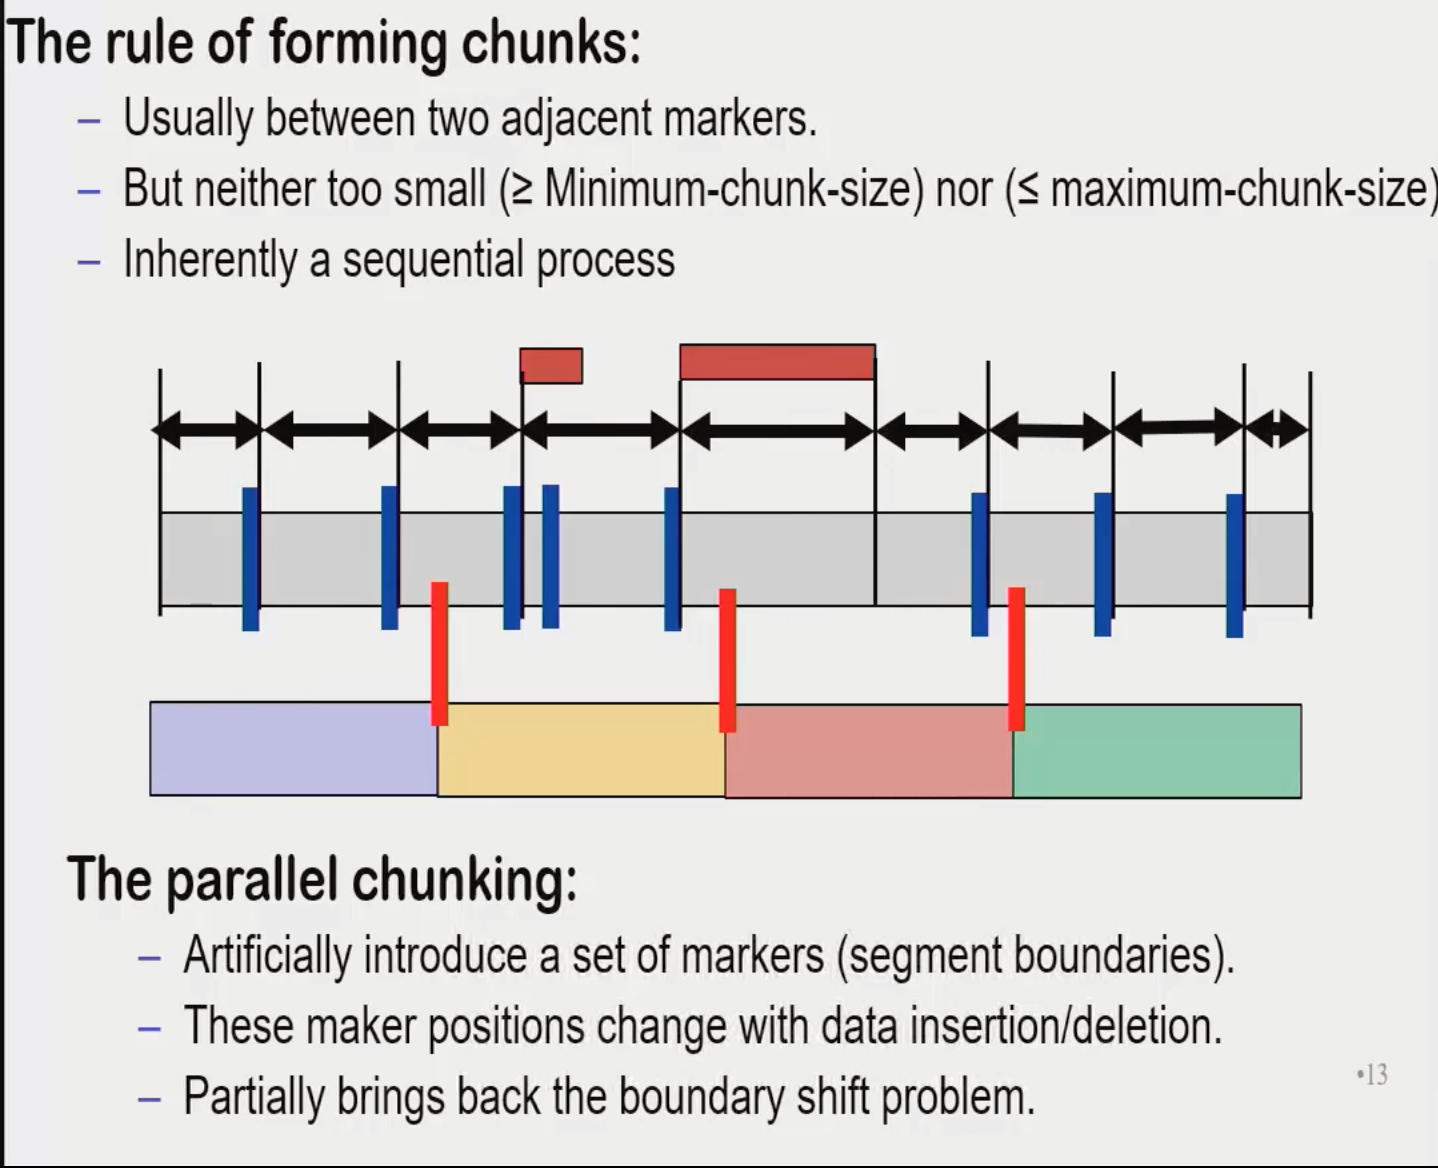 The rule of forming chunks:
– Usually between two adjacent markers.
– But neither too small (≥ Minimum-chunk-size) nor (≤ maximum-chunk-size)
– Inherently a sequential process
The parallel chunking:
– Artificially introduce a set of markers (segment boundaries).
– These maker positions change with data insertion/deletion.
– Partially brings back the boundary shift problem.
•13